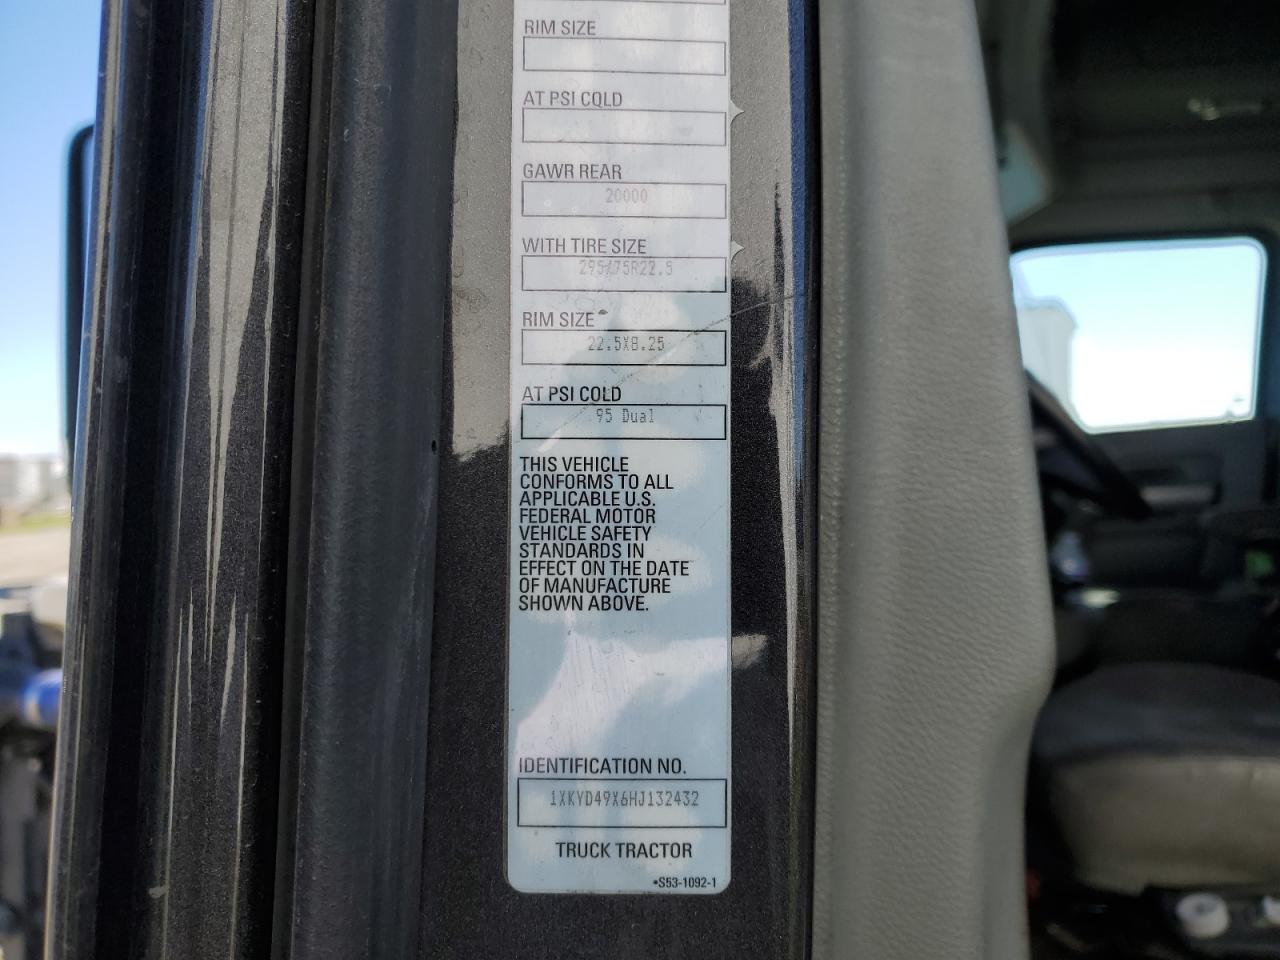 RIM SIZE
AT PSI COLD
GAWR REAR
20000
WITH TIRE SIZE
295/75R22.5
RIM SIZE
22.5X8.25
AT PSI COLD
95 Dual
THIS VEHICLE
CONFORMS TO ALL
APPLICABLE U.S.
FEDERAL MOTOR
VEHICLE SAFETY
STANDARDS IN
EFFECT ON THE DATE
OF MANUFACTURE
SHOWN ABOVE.
IDENTIFICATION NO.
1XKYD49X6HJ132432
TRUCK TRACTOR
*S53-1092-1